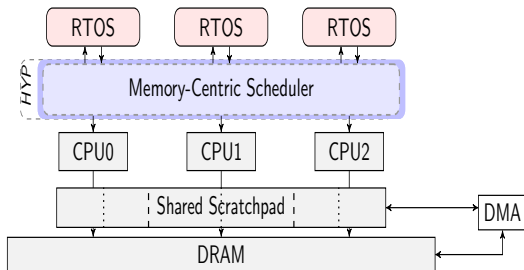 RTOS RTOS RTOS
HYP
Memory-Centric Scheduler
CPU0 CPU1 CPU2
Shared Scratchpad
DMA
DRAM